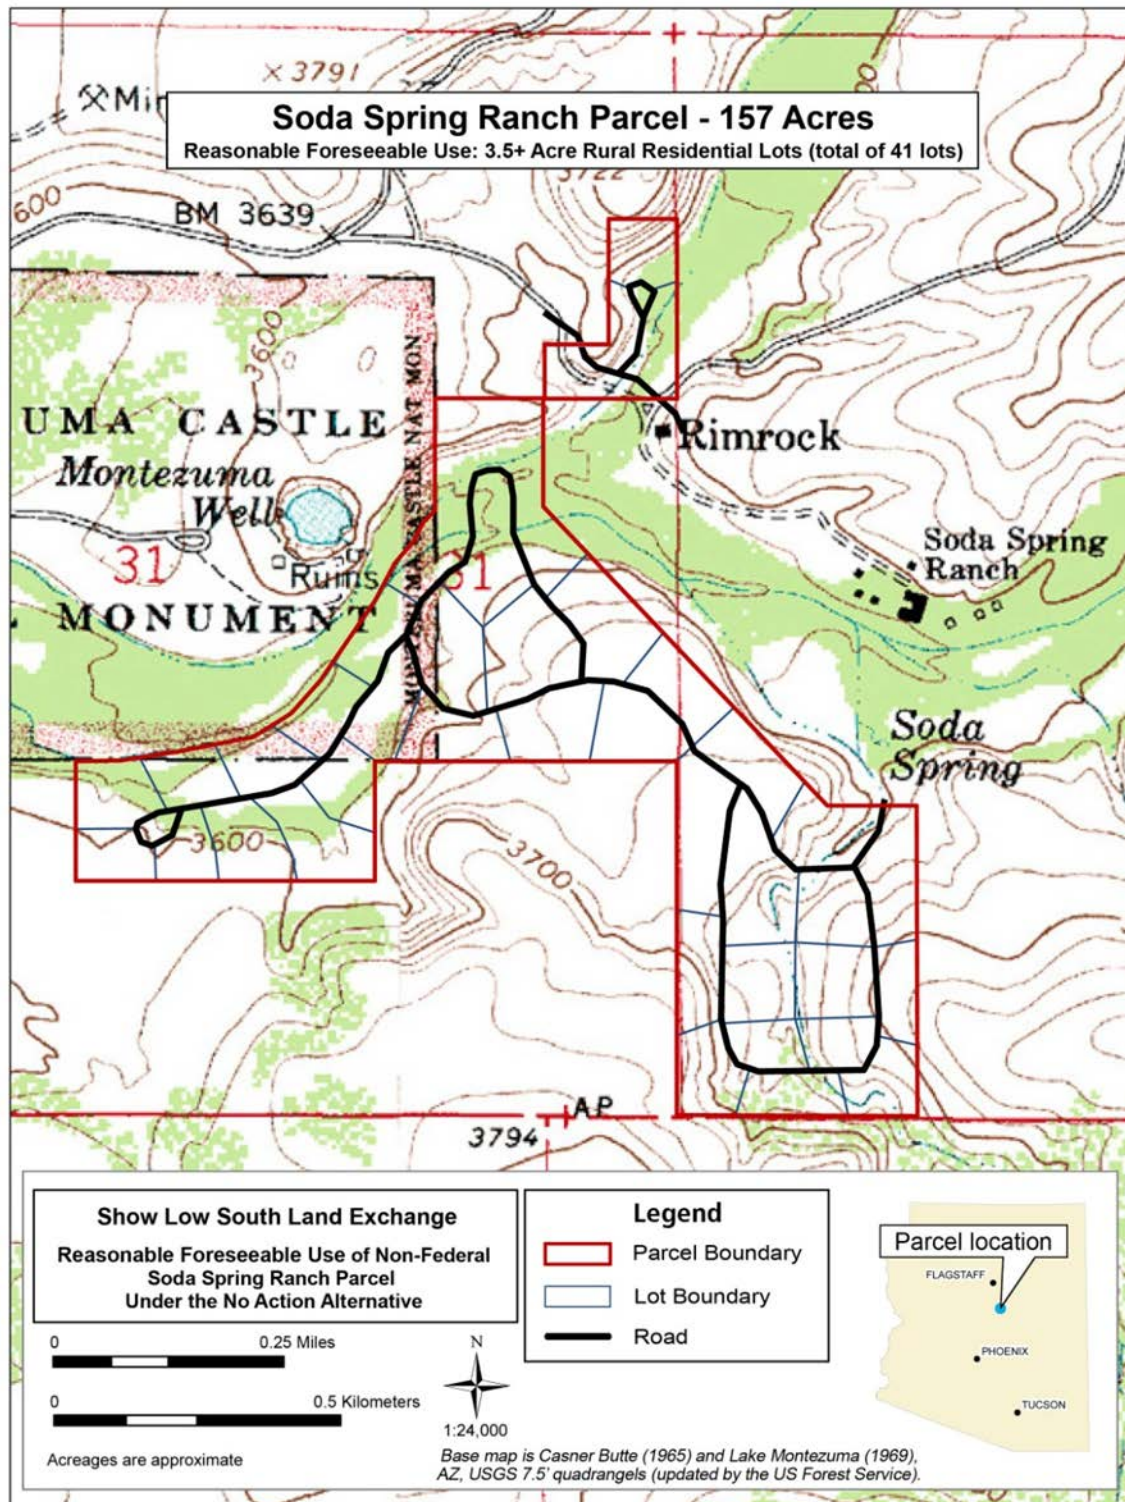 × 3791
Soda Spring Ranch Parcel - 157 Acres
Reasonable Foreseeable Use: 3.5+ Acre Rural Residential Lots (total of 41 lots)
3722
600
BM 3639
3600
UMA CASTLE
MONTEZUMA CASTLE NAT MON
Rimrock
Montezuma
Well
31
Ruins
31
Soda Spring
Ranch
MONUMENT
Soda
Spring
3600
3700
AP
3794
Show Low South Land Exchange
Reasonable Foreseeable Use of Non-Federal
Soda Spring Ranch Parcel
Under the No Action Alternative
0 0.25 Miles
0 0.5 Kilometers
Acreages are approximate
N
1:24,000
Legend
Parcel Boundary
Lot Boundary
Road
Parcel location
FLAGSTAFF
PHOENIX
TUCSON
Base map is Casner Butte (1965) and Lake Montezuma (1969),
AZ, USGS 7.5' quadrangels (updated by the US Forest Service).